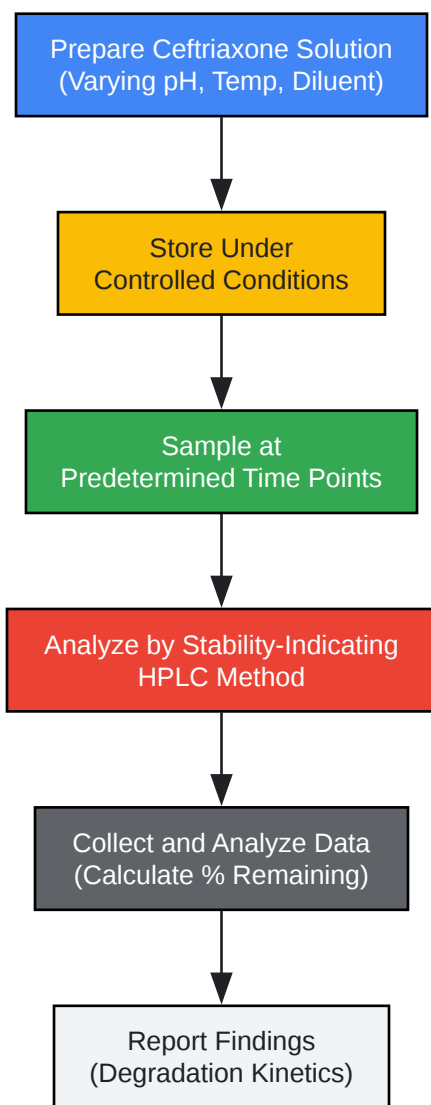 Prepare Ceftriaxone Solution
(Varying pH, Temp, Diluent)
Store Under
Controlled Conditions
Sample at
Predetermined Time Points
Analyze by Stability-Indicating
HPLC Method
Collect and Analyze Data
(Calculate % Remaining)
Report Findings
(Degradation Kinetics)